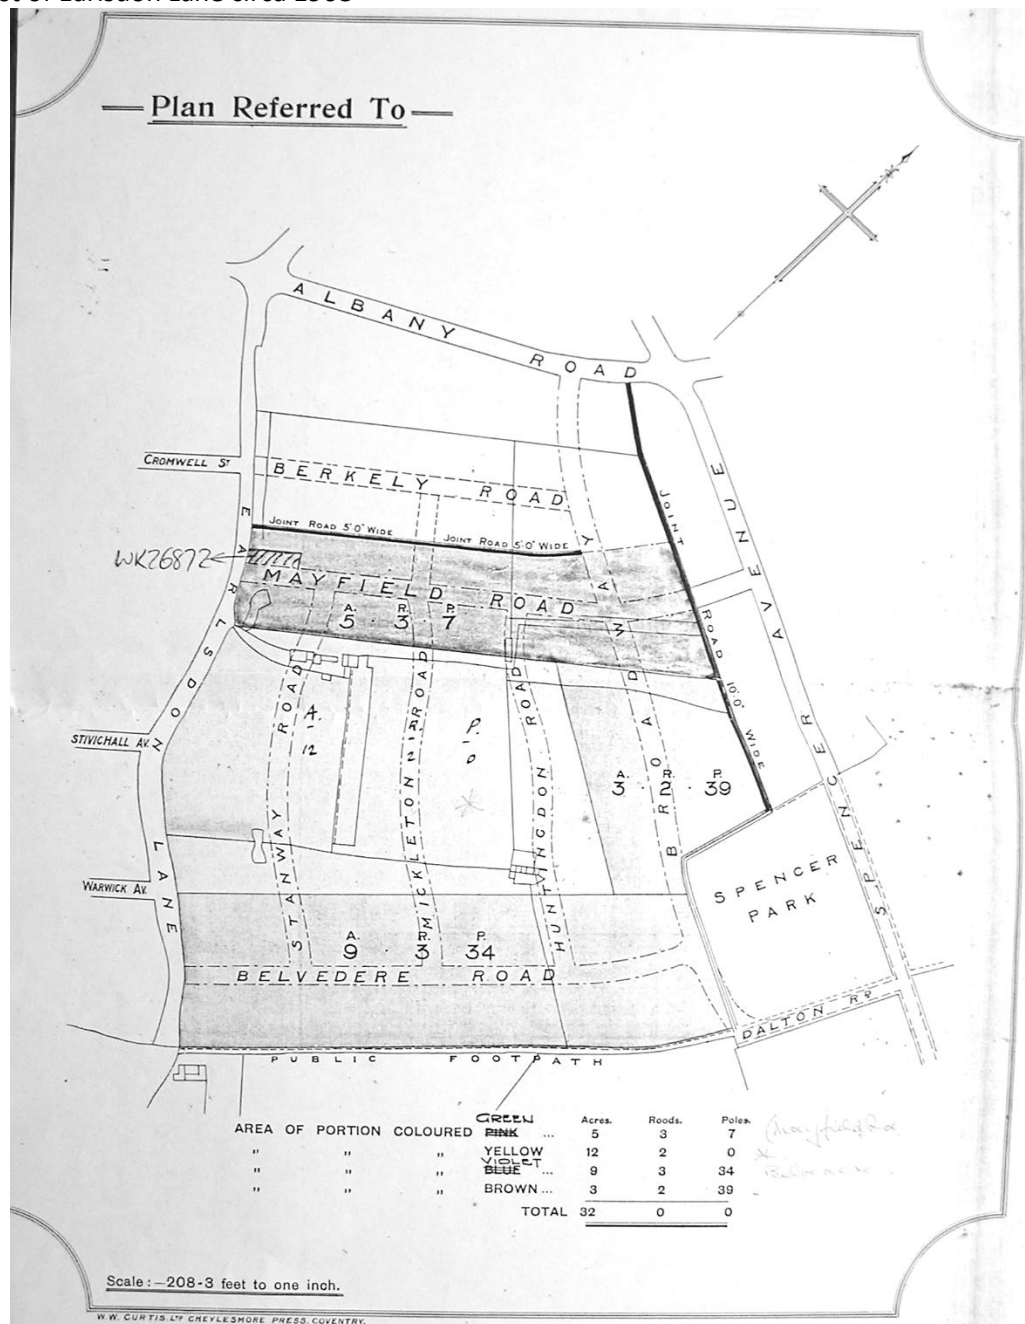 Plan Referred To
ALBANY ROAD
CROMWELL ST
BERKELY ROAD
JOINT ROAD 5'0" WIDE
JOINT ROAD 5'0" WIDE
WK26872
MAYFIELD ROAD
A. R. P.
5 . 3 . 7
JOINT ROAD 10'0" WIDE
SPENCER AVENUE
BROADWAY
EARLSDON LANE
STIVICHALL AV.
WARWICK AV.
STANWAY ROAD
MICKLETON ROAD
HUNTINGDON ROAD
A. R. P.
12 2 0
A. R. P.
3 . 2 . 39
SPENCER
PARK
A. R. P.
9 . 3 34
BELVEDERE ROAD
DALTON RD
PUBLIC FOOTPATH
GREEN
Acres. Roods. Poles.
AREA OF PORTION COLOURED PINK ... 5 3 7
Mayfield Rd
" " " YELLOW 12 2 0
VIOLET
" " " BLUE ... 9 3 34
" " " BROWN ... 3 2 39
TOTAL 32 0 0
Scale :—208-3 feet to one inch.
W.W. CURTIS. LTD CHEYLESMORE PRESS. COVENTRY.